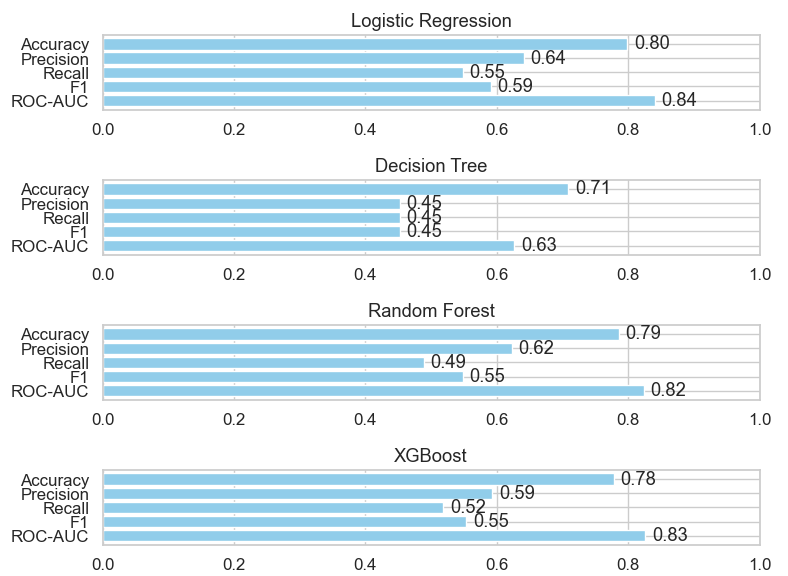 Logistic Regression
Accuracy 0.80
Precision 0.64
Recall 0.55
F1 0.59
ROC-AUC 0.84
0.0 0.2 0.4 0.6 0.8 1.0
Decision Tree
Accuracy 0.71
Precision 0.45
Recall 0.45
F1 0.45
ROC-AUC 0.63
0.0 0.2 0.4 0.6 0.8 1.0
Random Forest
Accuracy 0.79
Precision 0.62
Recall 0.49
F1 0.55
ROC-AUC 0.82
0.0 0.2 0.4 0.6 0.8 1.0
XGBoost
Accuracy 0.78
Precision 0.59
Recall 0.52
F1 0.55
ROC-AUC 0.83
0.0 0.2 0.4 0.6 0.8 1.0